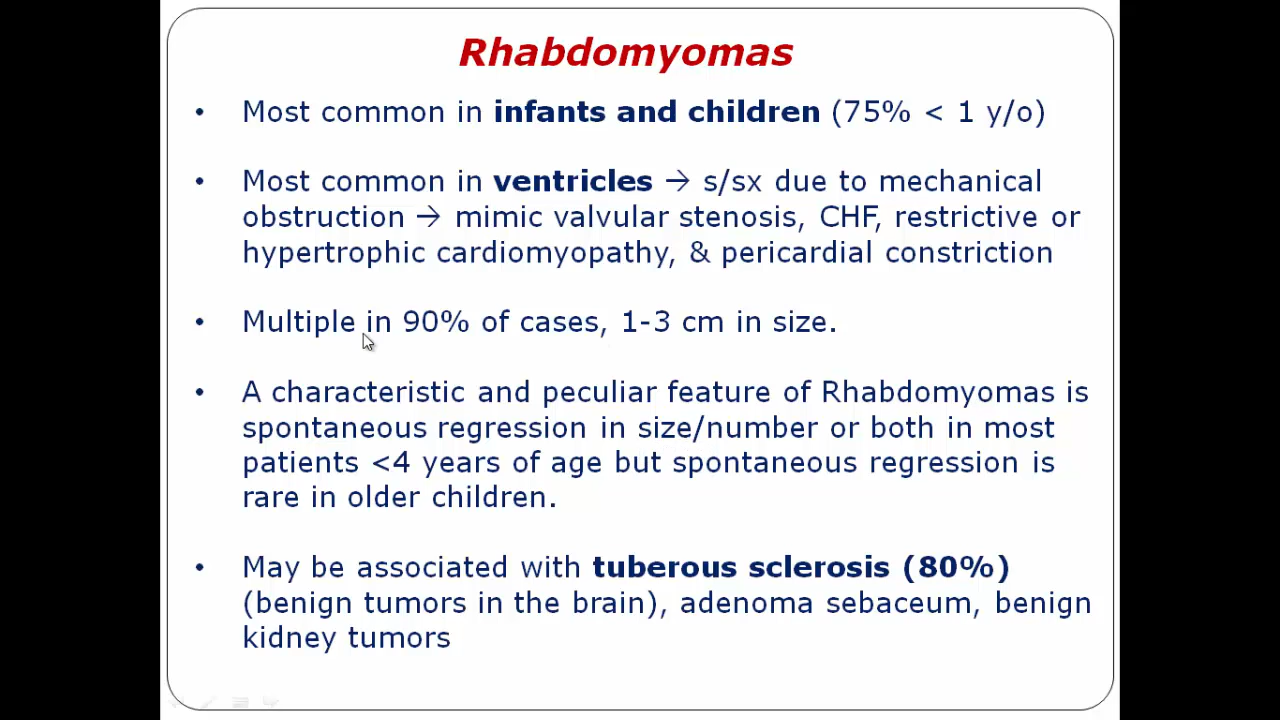 Rhabdomyomas
• Most common in infants and children (75% < 1 y/o)
• Most common in ventricles → s/sx due to mechanical
obstruction → mimic valvular stenosis, CHF, restrictive or
hypertrophic cardiomyopathy, & pericardial constriction
• Multiple in 90% of cases, 1-3 cm in size.
• A characteristic and peculiar feature of Rhabdomyomas is
spontaneous regression in size/number or both in most
patients <4 years of age but spontaneous regression is
rare in older children.
• May be associated with tuberous sclerosis (80%)
(benign tumors in the brain), adenoma sebaceum, benign
kidney tumors